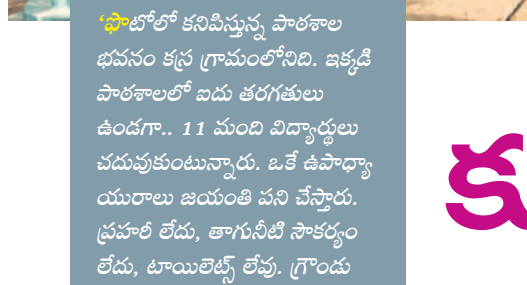 ‘ఫొటోలో కనిపిస్తున్న పాఠశాల
భవనం కస్ర గ్రామంలోనిది. ఇక్కడి
పాఠశాలలో ఐదు తరగతులు
ఉండగా.. 11 మంది విద్యార్థులు
చదువుకుంటున్నారు. ఒకే ఉపాధ్యా
యురాలు జయంతి పని చేస్తారు.
ప్రహరీ లేదు, తాగునీటి సౌకర్యం
లేదు, టాయిలెట్స్ లేవు. గ్రౌండు
క